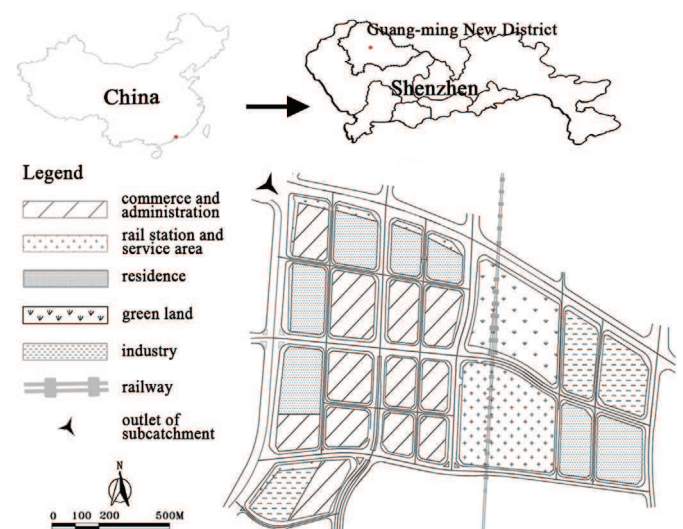 Guang-ming New District
China
Shenzhen
Legend
commerce and
administration
rail station and
service area
residence
green land
industry
railway
outlet of
subcatchment
N
0 100 200 500M